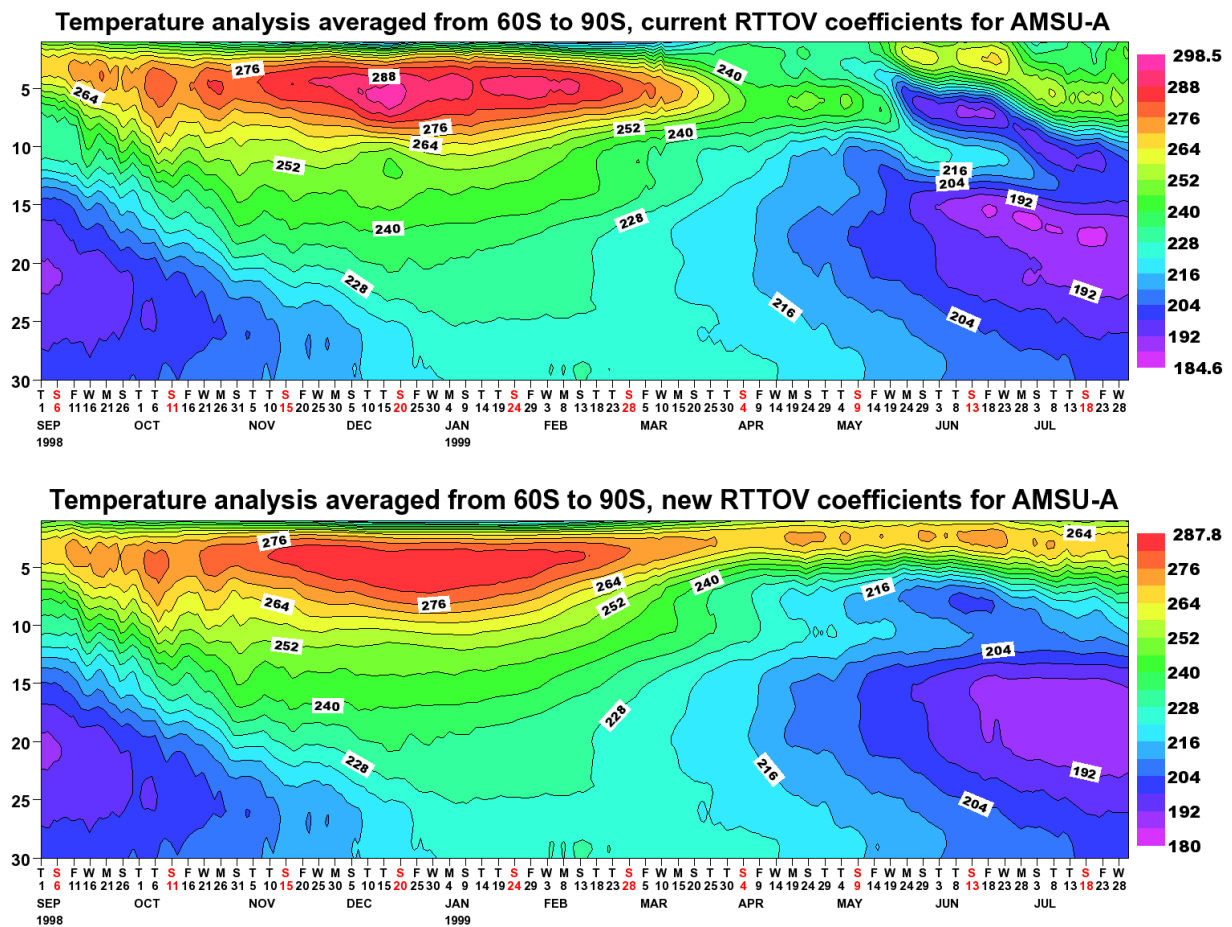 Temperature analysis averaged from 60S to 90S, current RTTOV coefficients for AMSU-A
298.5
276 240
288 288
264 5
276
276 252 240
264 10 264
252 216
252
204
192
15 240
240 228
228
20
228 216
192
216 204
25 204
192
184.6
30
T S F W M S T T S F W M S T T S F W M S T T S F W M S T T S F W M S T T S F W M S T T S F W M S T T S F W M S T T S F W M S T T S F W
1 6 11 16 21 26 1 6 11 16 21 26 31 5 10 15 20 25 30 5 10 15 20 25 30 4 9 14 19 24 29 3 8 13 18 23 28 5 10 15 20 25 30 4 9 14 19 24 29 4 9 14 19 24 29 3 8 13 18 23 28 3 8 13 18 23 28
SEP OCT NOV DEC JAN FEB MAR APR MAY JUN JUL
1998 1999
Temperature analysis averaged from 60S to 90S, new RTTOV coefficients for AMSU-A
287.8
276 264
5 276
264 240 216
264 276 252 264
10
252 204 252
15 240
240 228 228
20
228 216 192 216
25 204 204
192
30 180
T S F W M S T T S F W M S T T S F W M S T T S F W M S T T S F W M S T T S F W M S T T S F W M S T T S F W M S T T S F W M S T T S F W
1 6 11 16 21 26 1 6 11 16 21 26 31 5 10 15 20 25 30 5 10 15 20 25 30 4 9 14 19 24 29 3 8 13 18 23 28 5 10 15 20 25 30 4 9 14 19 24 29 4 9 14 19 24 29 3 8 13 18 23 28 3 8 13 18 23 28
SEP OCT NOV DEC JAN FEB MAR APR MAY JUN JUL
1998 1999